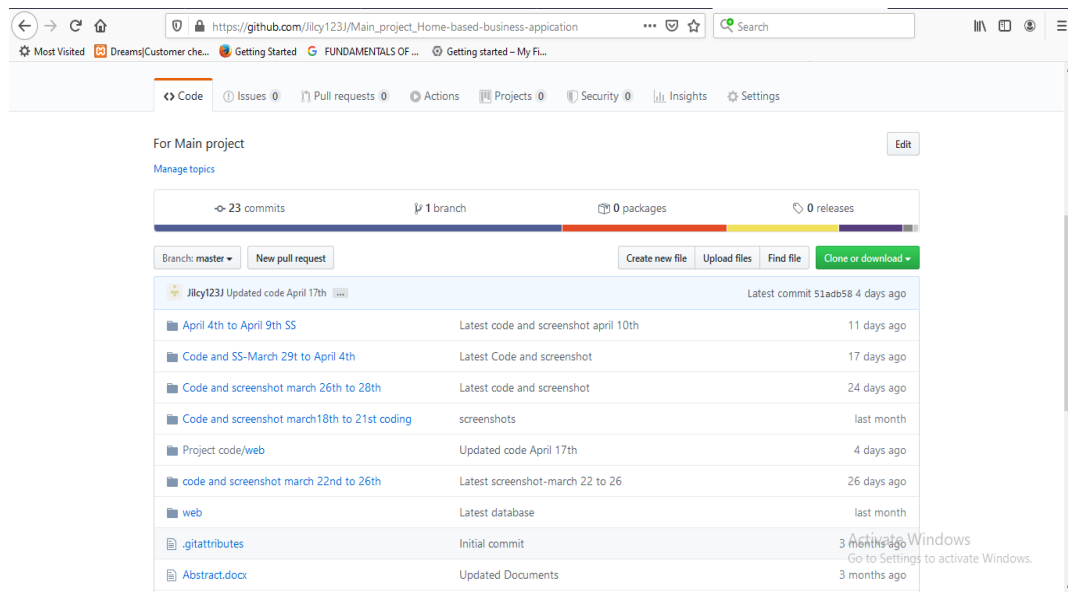 https://github.com/Jilcy123J/Main_project_Home-based-business-appication
Search
Most Visited Dreams|Customer che... Getting Started FUNDAMENTALS OF ... Getting started – My Fi...
Code Issues 0 Pull requests 0 Actions Projects 0 Security 0 Insights Settings
For Main project Edit
Manage topics
23 commits 1 branch 0 packages 0 releases
Branch: master New pull request Create new file Upload files Find file Clone or download
Jilcy123J Updated code April 17th ... Latest commit 51adb58 4 days ago
April 4th to April 9th SS Latest code and screenshot april 10th 11 days ago
Code and SS-March 29t to April 4th Latest Code and screenshot 17 days ago
Code and screenshot march 26th to 28th Latest code and screenshot 24 days ago
Code and screenshot march18th to 21st coding screenshots last month
Project code/web Updated code April 17th 4 days ago
code and screenshot march 22nd to 26th Latest screenshot-march 22 to 26 26 days ago
web Latest database last month
.gitattributes Initial commit 3 months ago
Activate Windows
Go to Settings to activate Windows.
Abstract.docx Updated Documents 3 months ago